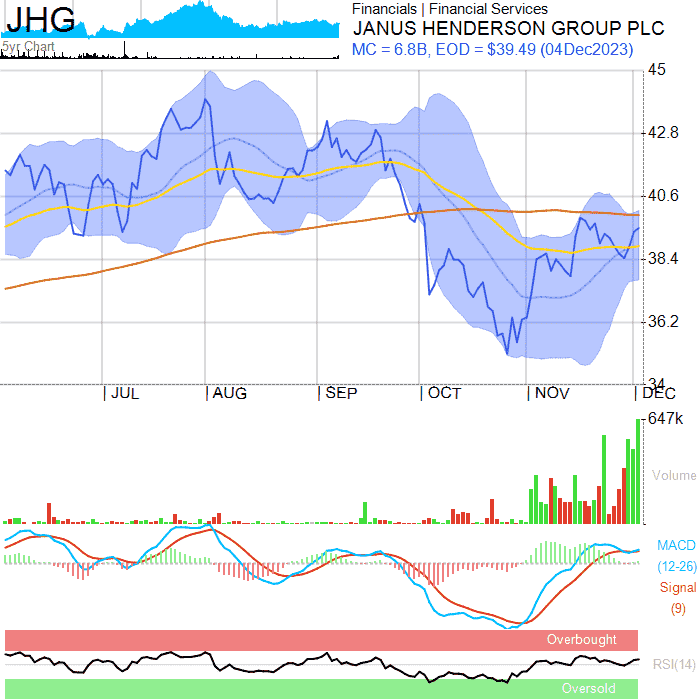 JHG
5yr Chart
Financials | Financial Services
JANUS HENDERSON GROUP PLC
MC = 6.8B, EOD = $39.49 (04Dec2023)
45
42.8
40.6
38.4
36.2
34
JUL
AUG
SEP
OCT
NOV
DEC
647k
Volume
MACD
(12-26)
Signal
(9)
Overbought
RSI(14)
Oversold